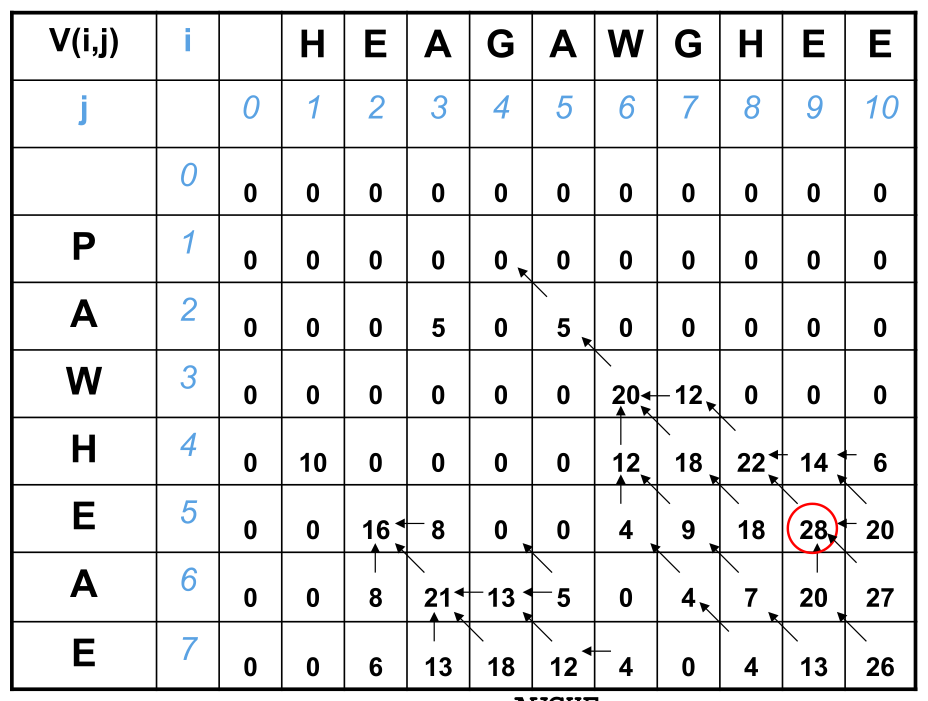 V(i,j) i H E A G A W G H E E
j 0 1 2 3 4 5 6 7 8 9 10
0 0 0 0 0 0 0 0 0 0 0 0
P 1 0 0 0 0 0 0 0 0 0 0 0
A 2 0 0 0 5 0 5 0 0 0 0 0
W 3 0 0 0 0 0 0 20 12 0 0 0
H 4 0 10 0 0 0 0 12 18 22 14 6
E 5 0 0 16 8 0 0 4 9 18 28 20
A 6 0 0 8 21 13 5 0 4 7 20 27
E 7 0 0 6 13 18 12 4 0 4 13 26